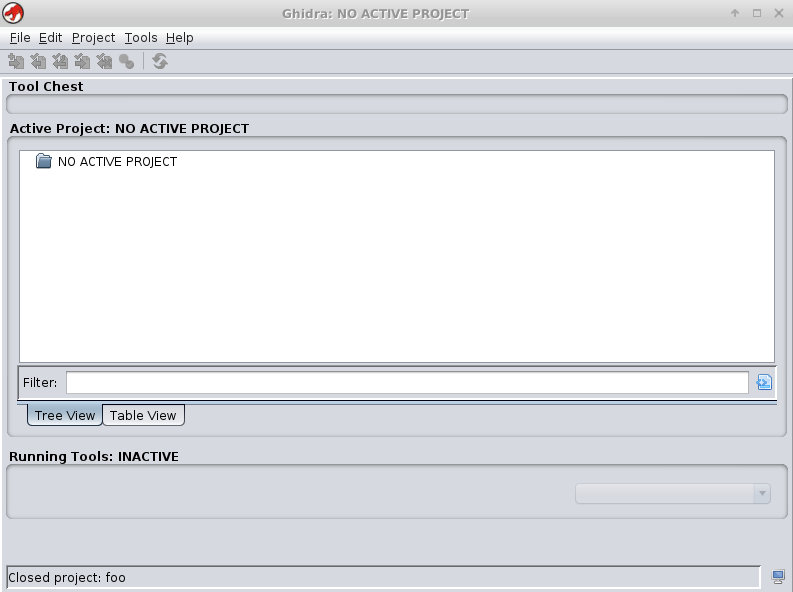 Ghidra: NO ACTIVE PROJECT
File Edit Project Tools Help
Tool Chest
Active Project: NO ACTIVE PROJECT
NO ACTIVE PROJECT
Filter:
Tree View Table View
Running Tools: INACTIVE
Closed project: foo